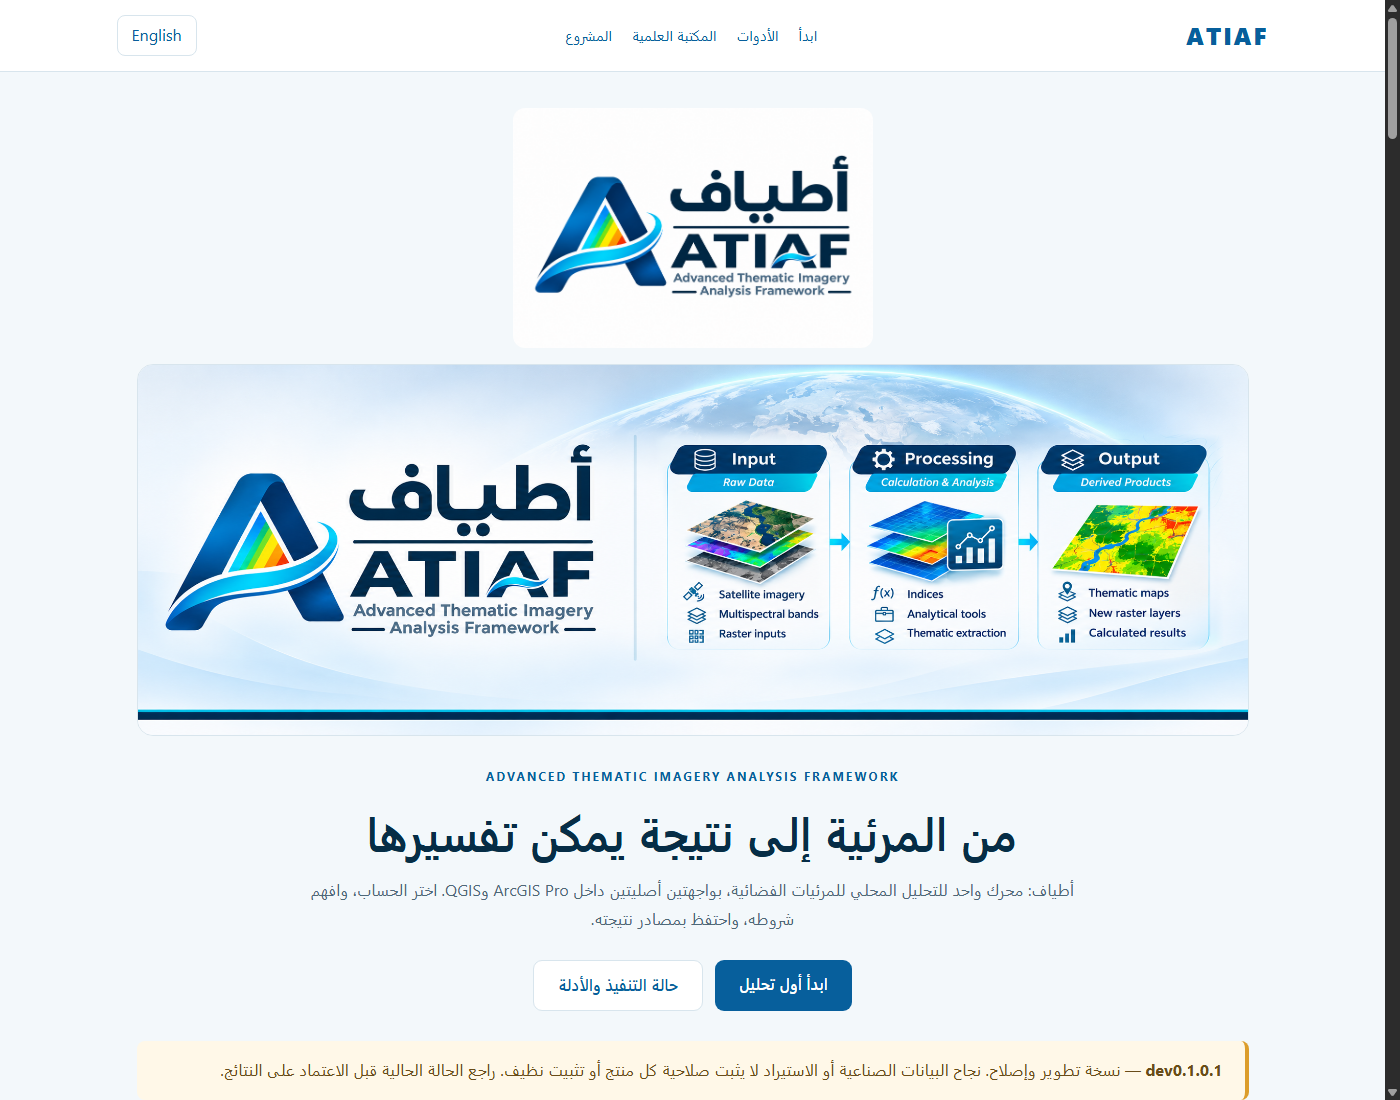 ATIAF
ابدأ
الأدوات
المكتبة العلمية
المشروع
English
أطياف
ATIAF
Advanced Thematic Imagery
Analysis Framework
أطياف
ATIAF
Advanced Thematic Imagery
Analysis Framework
Input
Raw Data
Satellite imagery
Multispectral bands
Raster inputs
Processing
Calculation & Analysis
f(x)
Indices
Analytical tools
Thematic extraction
Output
Derived Products
Thematic maps
New raster layers
Calculated results
ADVANCED THEMATIC IMAGERY ANALYSIS FRAMEWORK
من المرئية إلى نتيجة يمكن تفسيرها
أطياف: محرك واحد للتحليل المحلي للمرئيات الفضائية، بواجهتين أصليتين داخل ArcGIS Pro وQGIS. اختر الحساب، وافهم
شروطه، واحتفظ بمصادر نتيجته.
ابدأ أول تحليل
حالة التنفيذ والأدلة
dev0.1.0.1 — نسخة تطوير وإصلاح. نجاح البيانات الصناعية أو الاستيراد لا يثبت صلاحية كل منتج أو تثبيت نظيف. راجع الحالة الحالية قبل الاعتماد على النتائج.